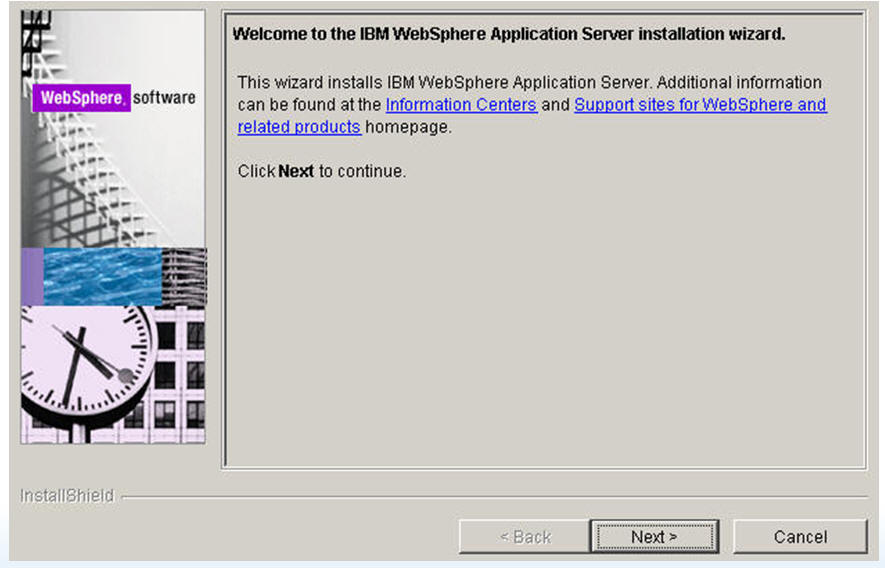 WebSphere. software
Welcome to the IBM WebSphere Application Server installation wizard.
This wizard installs IBM WebSphere Application Server. Additional information
can be found at the Information Centers and Support sites for WebSphere and
related products homepage.
Click Next to continue.
InstallShield
< Back
Next >
Cancel